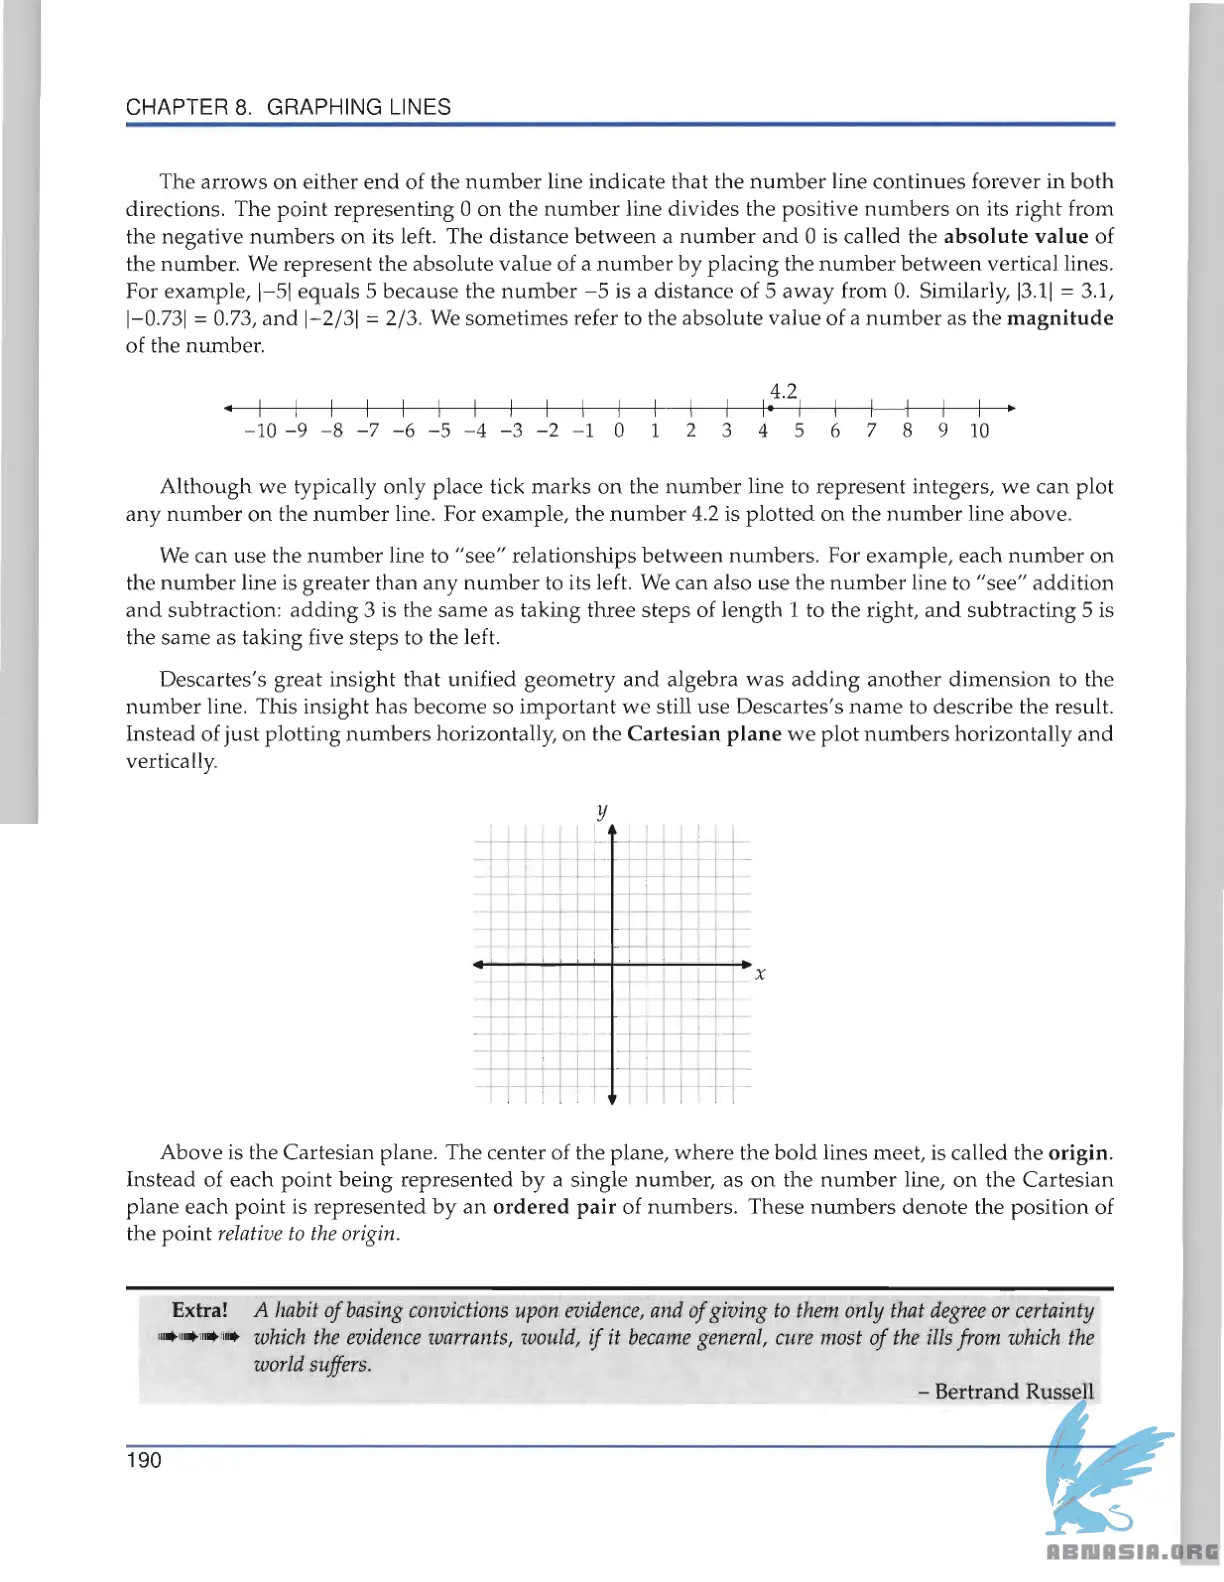 CHAPTER 8. GRAPHING LINES
The arrows on either end of the number line indicate that the number line continues forever in both
directions. The point representing 0 on the number line divides the positive numbers on its right from
the negative numbers on its left. The distance between a number and 0 is called the absolute value of
the number. We represent the absolute value of a number by placing the number between vertical lines.
For example, |−5| equals 5 because the number −5 is a distance of 5 away from 0. Similarly, |3.1| = 3.1,
|−0.73| = 0.73, and |−2/3| = 2/3. We sometimes refer to the absolute value of a number as the magnitude
of the number.
4.2
−10 −9 −8 −7 −6 −5 −4 −3 −2 −1 0 1 2 3 4 5 6 7 8 9 10
Although we typically only place tick marks on the number line to represent integers, we can plot
any number on the number line. For example, the number 4.2 is plotted on the number line above.
We can use the number line to "see" relationships between numbers. For example, each number on
the number line is greater than any number to its left. We can also use the number line to "see" addition
and subtraction: adding 3 is the same as taking three steps of length 1 to the right, and subtracting 5 is
the same as taking five steps to the left.
Descartes's great insight that unified geometry and algebra was adding another dimension to the
number line. This insight has become so important we still use Descartes's name to describe the result.
Instead of just plotting numbers horizontally, on the Cartesian plane we plot numbers horizontally and
vertically.
y
x
Above is the Cartesian plane. The center of the plane, where the bold lines meet, is called the origin.
Instead of each point being represented by a single number, as on the number line, on the Cartesian
plane each point is represented by an ordered pair of numbers. These numbers denote the position of
the point relative to the origin.
Extra! A habit of basing convictions upon evidence, and of giving to them only that degree or certainty
which the evidence warrants, would, if it became general, cure most of the ills from which the
world suffers.
– Bertrand Russell
190
ABNASIA.ORG